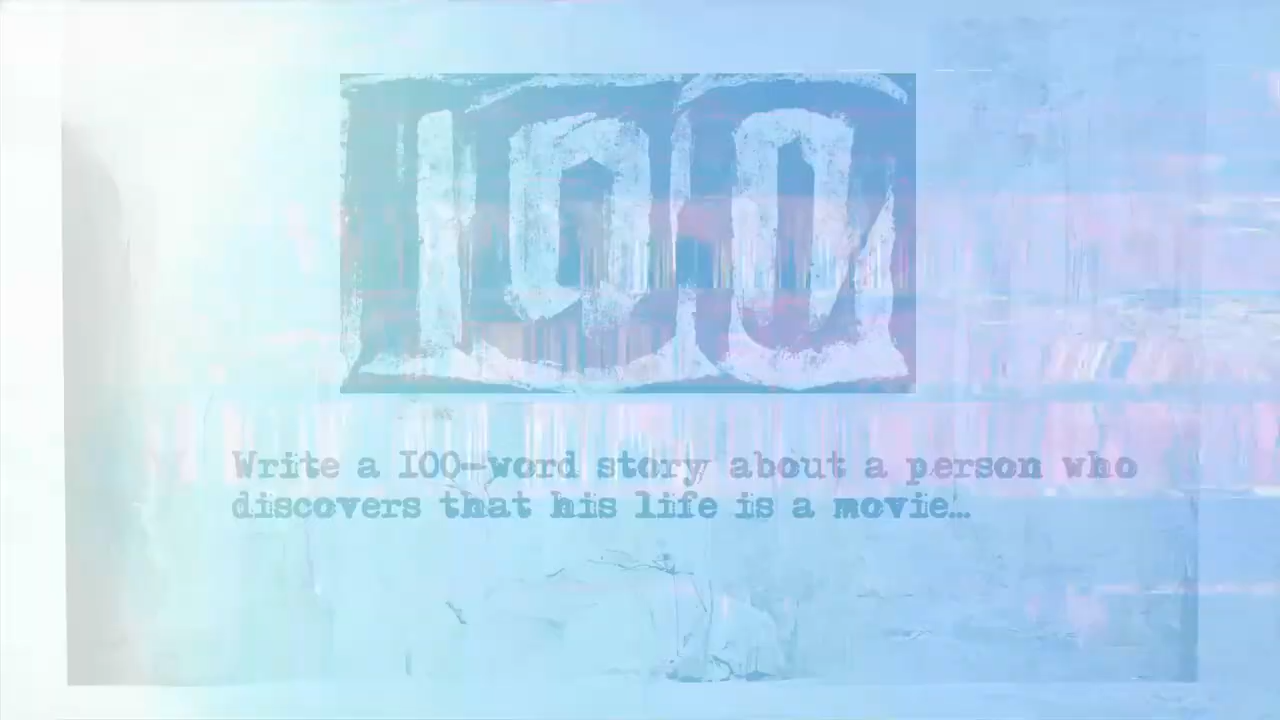 100
Write a 100-word story about a person who
discovers that his life is a movie…